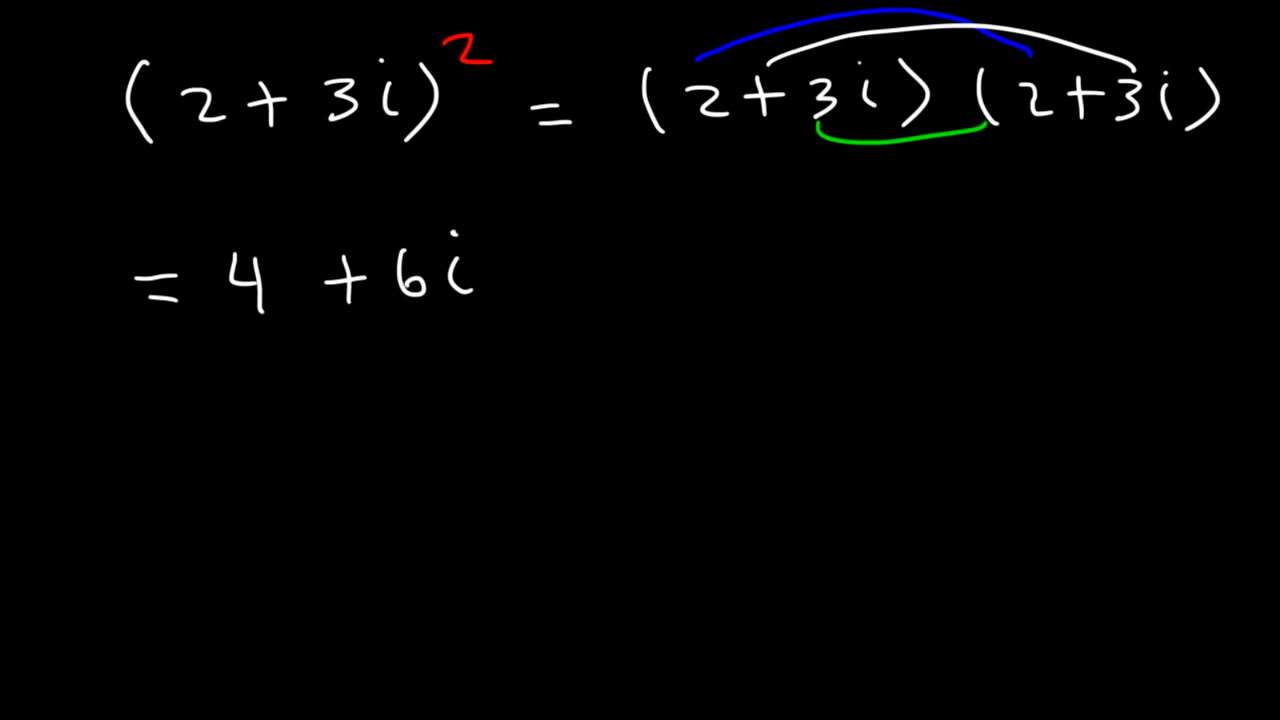 (2+3i)² = (2+3i)(2+3i)
= 4 +6i